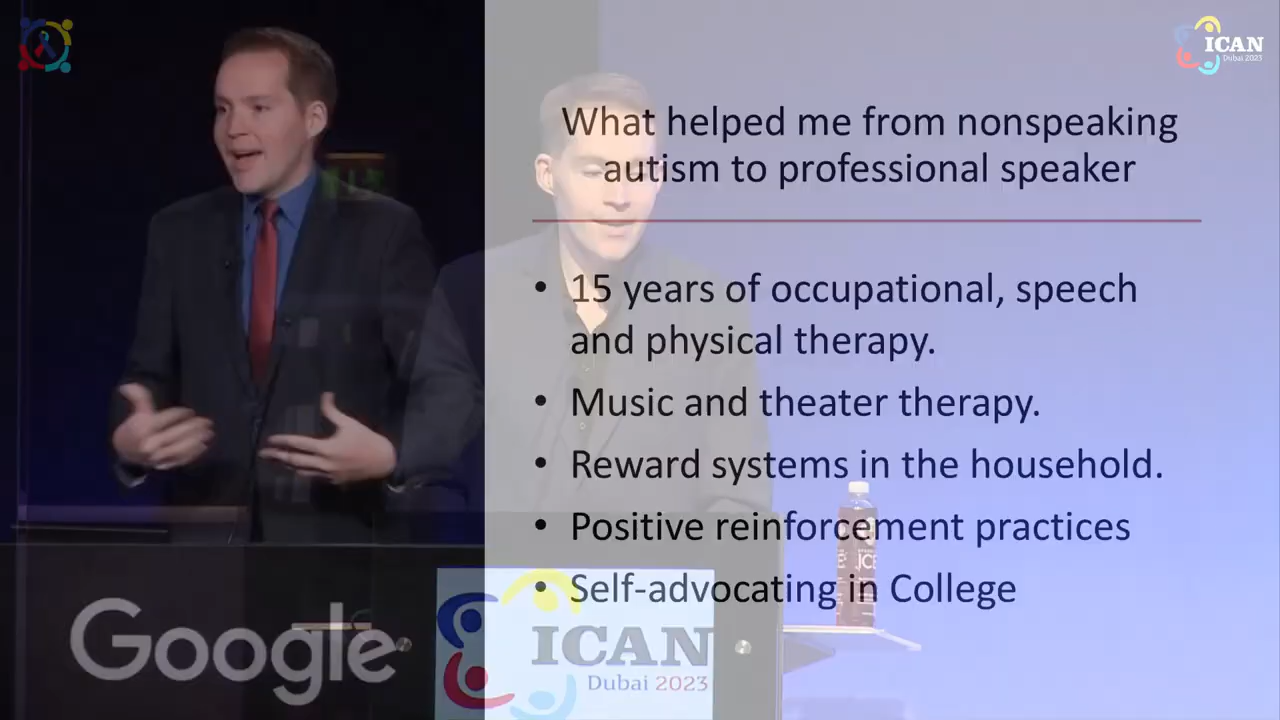 ICAN
Dubai 2023
What helped me from nonspeaking
autism to professional speaker
• 15 years of occupational, speech
and physical therapy.
• Music and theater therapy.
• Reward systems in the household.
• Positive reinforcement practices
• Self-advocating in College
Google
ICAN
Dubai 2023